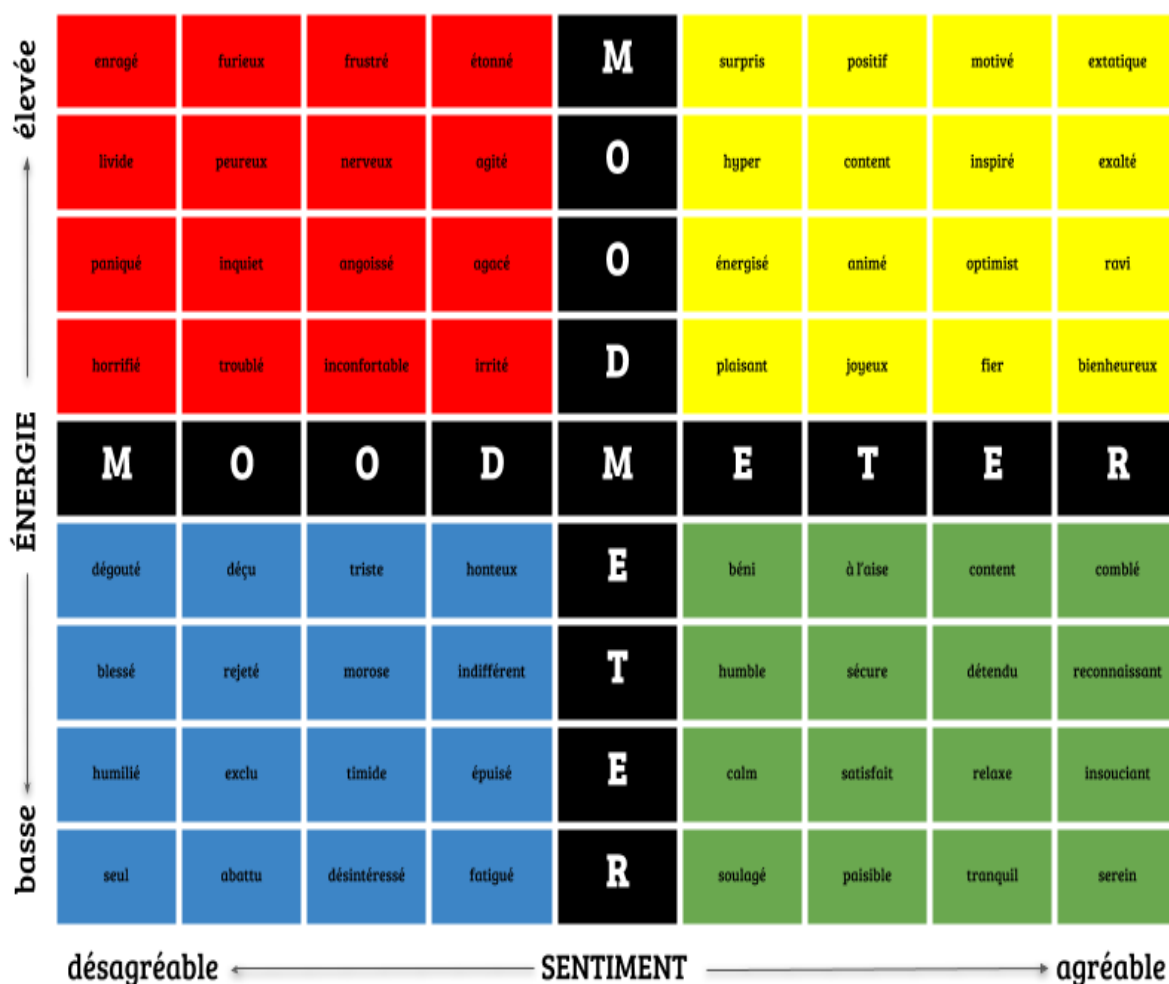 élevée
ÉNERGIE
basse
enragé furieux frustré étonné M surpris positif motivé extatique
livide peureux nerveux agité O hyper content inspiré exalté
paniqué inquiet angoissé agacé O énergisé animé optimist ravi
horrifié troublé inconfortable irrité D plaisant joyeux fier bienheureux
M O O D M E T E R
dégouté déçu triste honteux E béni à l'aise content comblé
blessé rejeté morose indifférent T humble sécure détendu reconnaissant
humilié exclu timide épuisé E calm satisfait relaxe insouciant
seul abattu désintéressé fatigué R soulagé paisible tranquil serein
désagréable SENTIMENT agréable